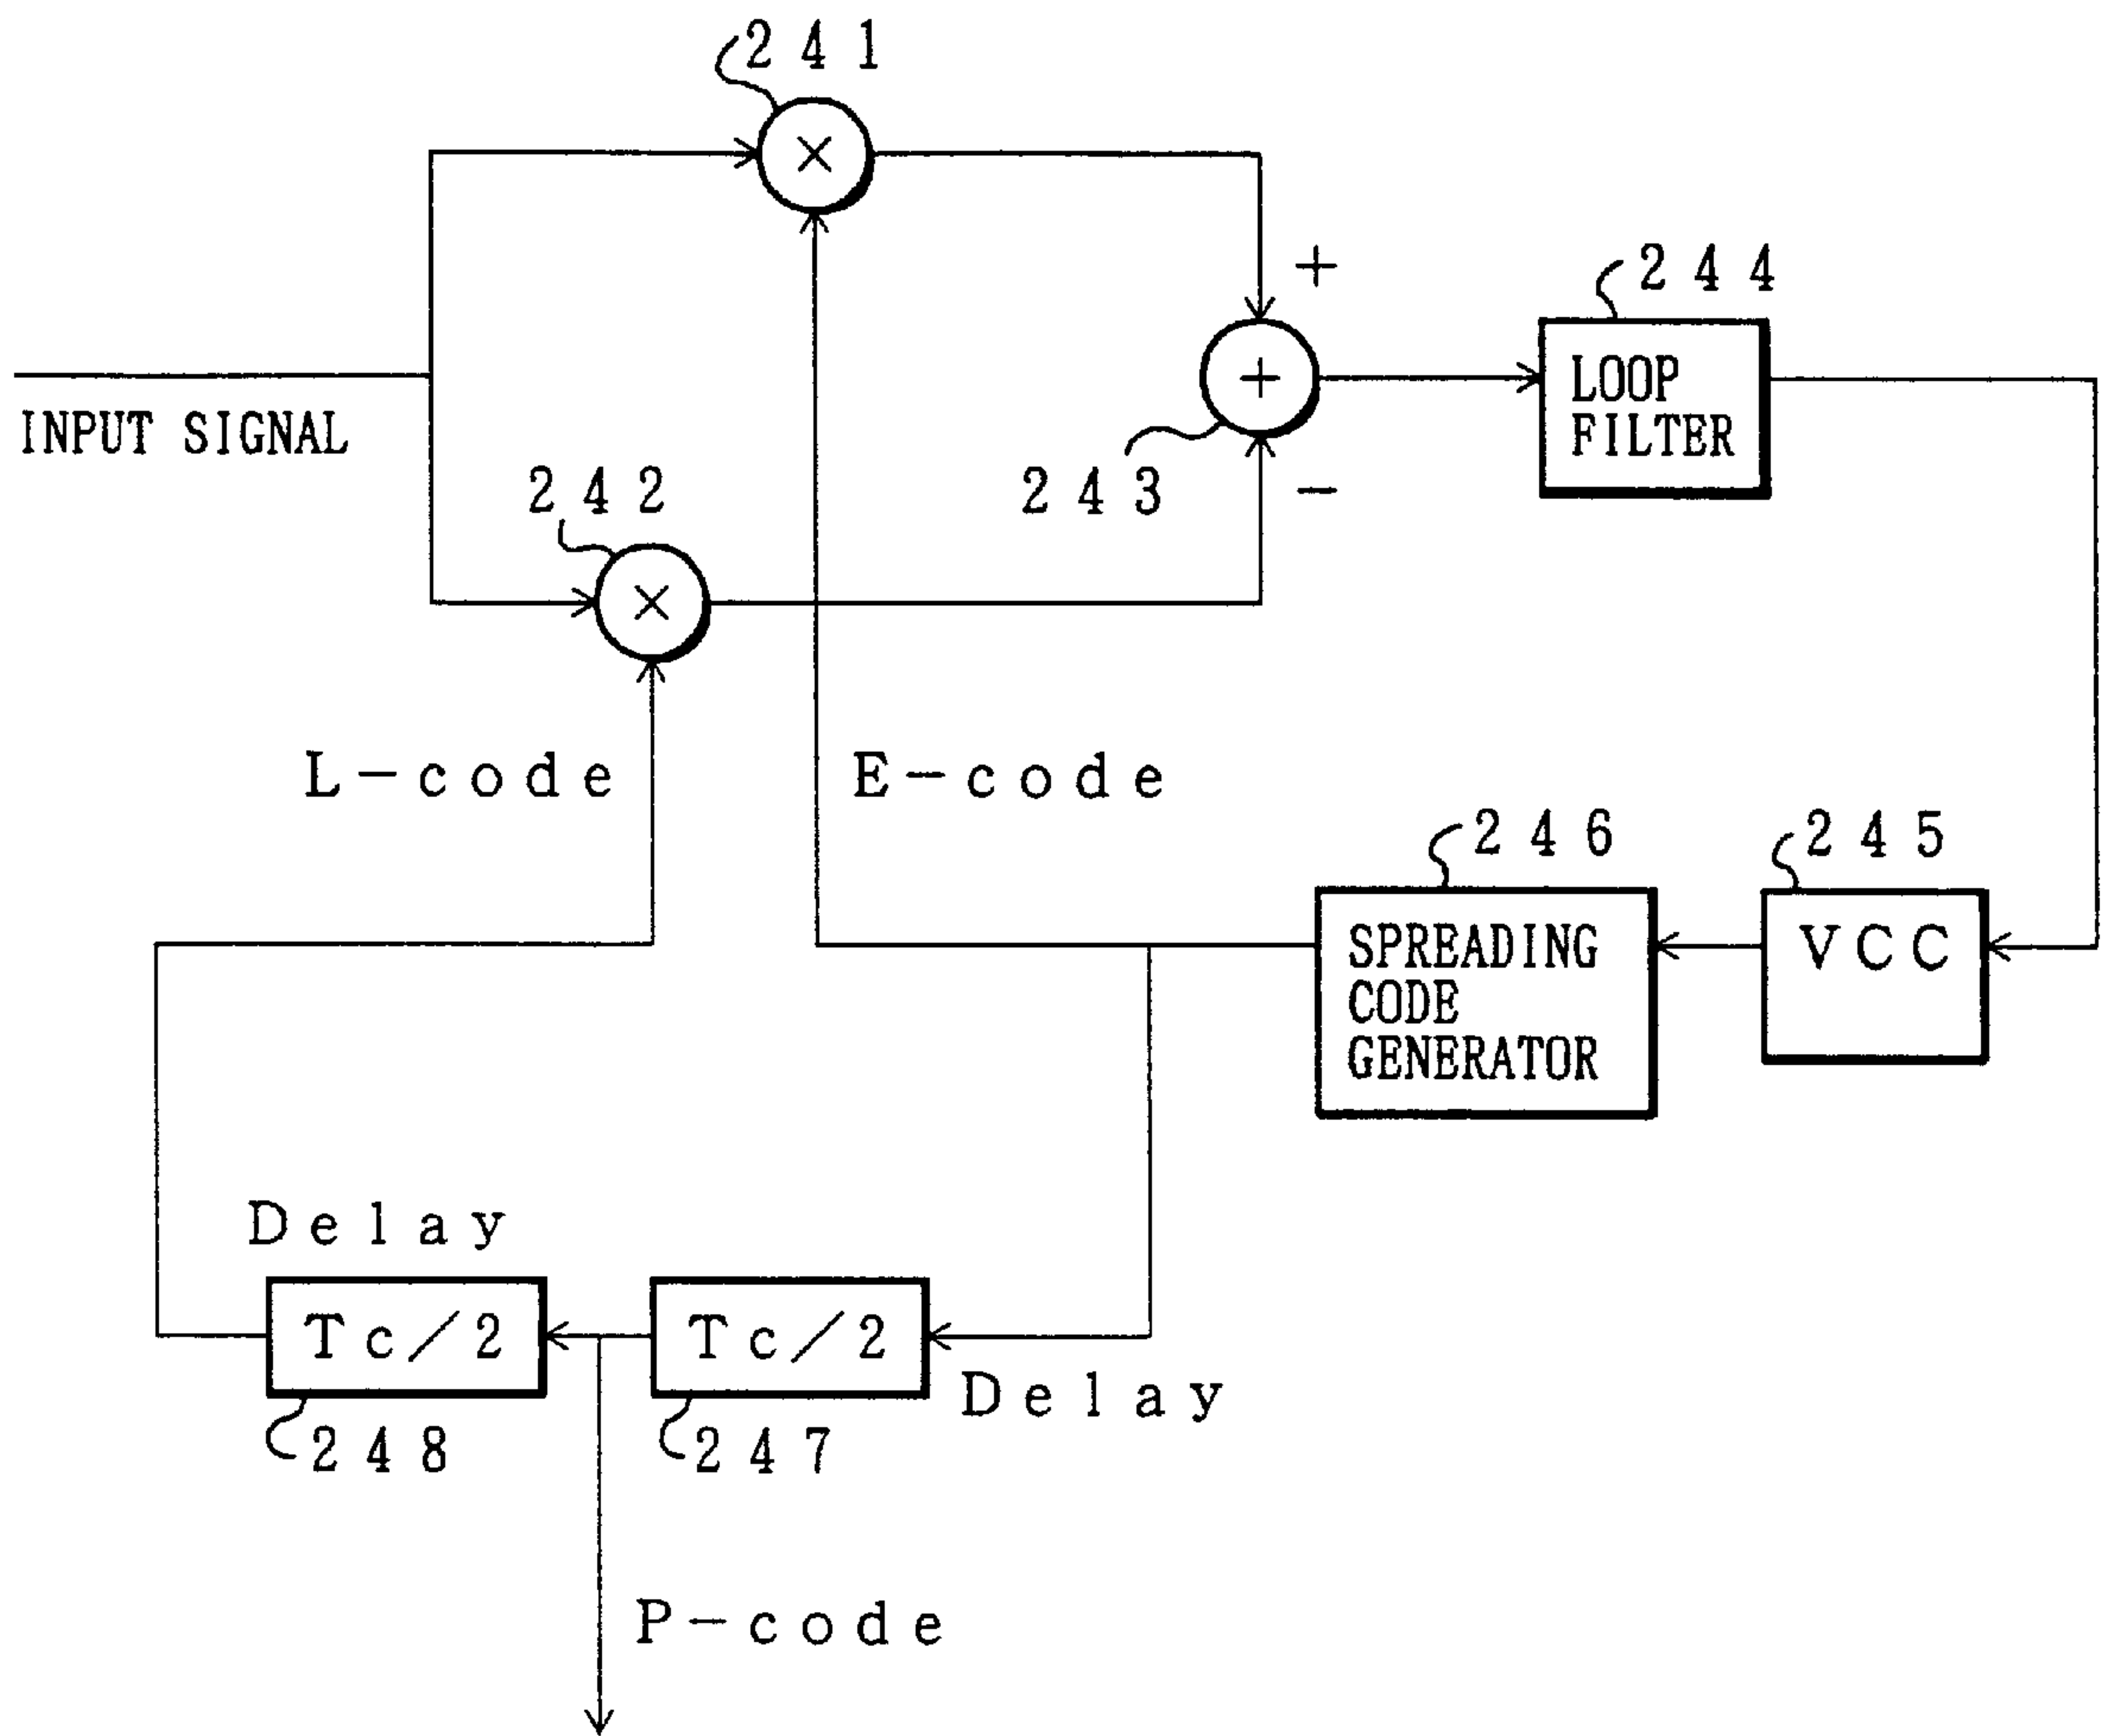 241
+
244
LOOP
FILTER
INPUT SIGNAL
242
243
−
L-code
E-code
246
245
SPREADING
CODE
GENERATOR
VCC
Delay
Tc/2
Tc/2
Delay
248
247
P-code